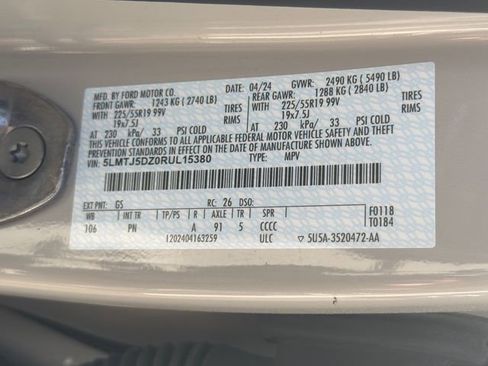 MFD. BY FORD MOTOR CO. DATE: 04/24 GVWR: 2490 KG (5490 LB)
FRONT GAWR: 1243 KG (2740 LB) REAR GAWR: 1288 KG (2840 LB)
WITH 225/55R19 99V TIRES WITH 225/55R19 99V TIRES
19x7.5J RIMS 19x7.5J RIMS
AT 230 kPa/ 33 PSI COLD AT 230 kPa/ 33 PSI COLD
THIS VEHICLE CONFORMS TO ALL APPLICABLE FEDERAL MOTOR VEHICLE SAFETY AND THEFT
PREVENTION STANDARDS IN EFFECT ON THE DATE OF MANUFACTURE SHOWN ABOVE.
VIN: 5LMTJ5DZ0RUL15380 TYPE: MPV
EXT PNT: GS RC: 26 DSO: F0118
WB INT TR TP/PS R AXLE TR SPR T0184
106 PN A 91 5 CCCC
1202404163259 ULC ▽5U5A-3520472-AA